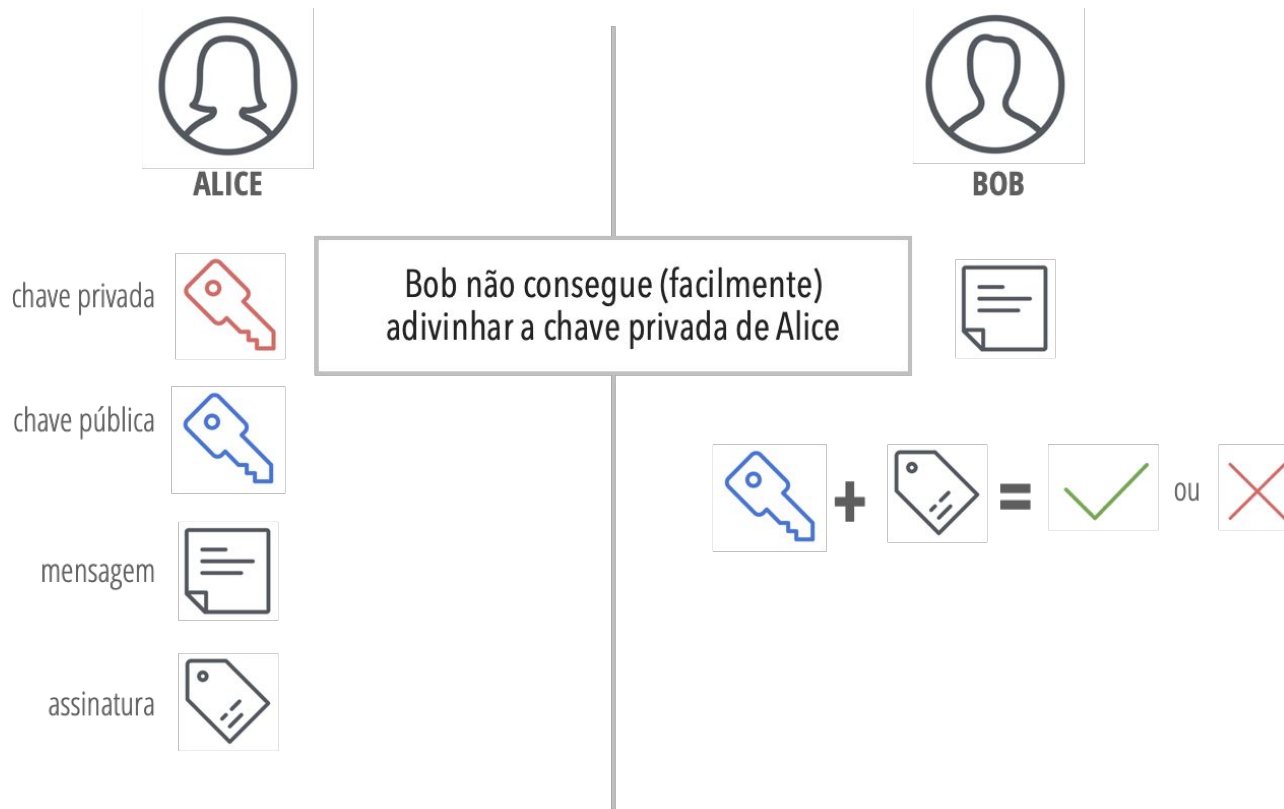 ALICE
BOB
chave privada
Bob não consegue (facilmente)
adivinhar a chave privada de Alice
chave pública
ou
mensagem
assinatura